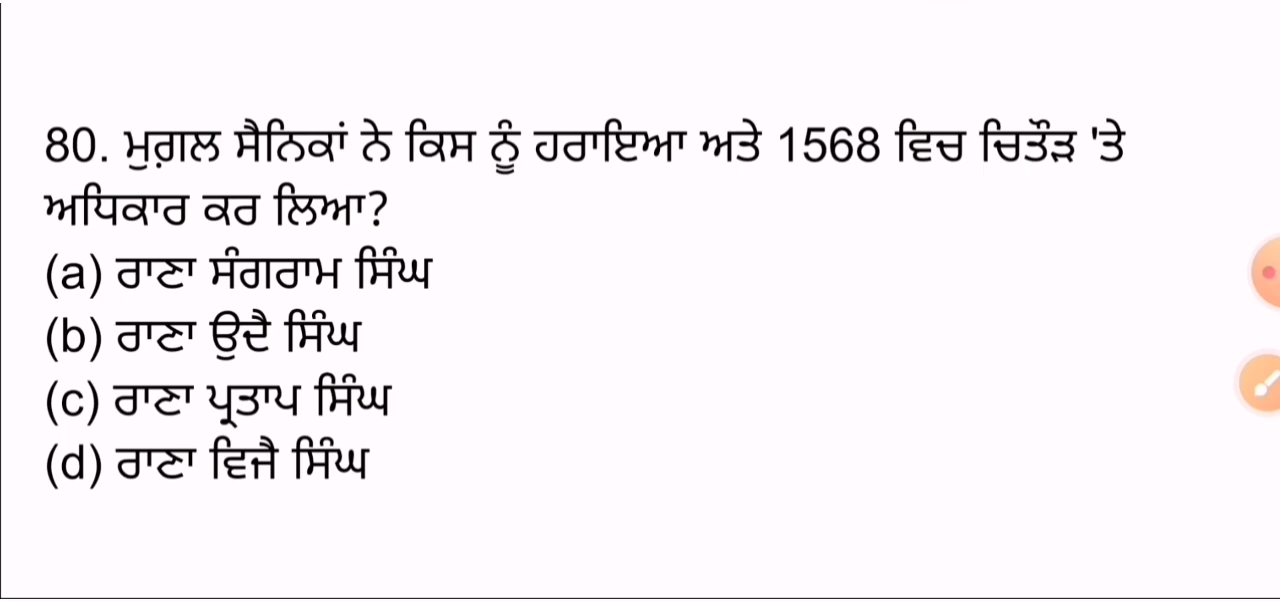 80. ਮੁਗ਼ਲ ਸੈਨਿਕਾਂ ਨੇ ਕਿਸ ਨੂੰ ਹਰਾਇਆ ਅਤੇ 1568 ਵਿਚ ਚਿਤੌੜ 'ਤੇ
ਅਧਿਕਾਰ ਕਰ ਲਿਆ?
(a) ਰਾਣਾ ਸੰਗਰਾਮ ਸਿੰਘ
(b) ਰਾਣਾ ਉਦੈ ਸਿੰਘ
(c) ਰਾਣਾ ਪ੍ਰਤਾਪ ਸਿੰਘ
(d) ਰਾਣਾ ਵਿਜੈ ਸਿੰਘ